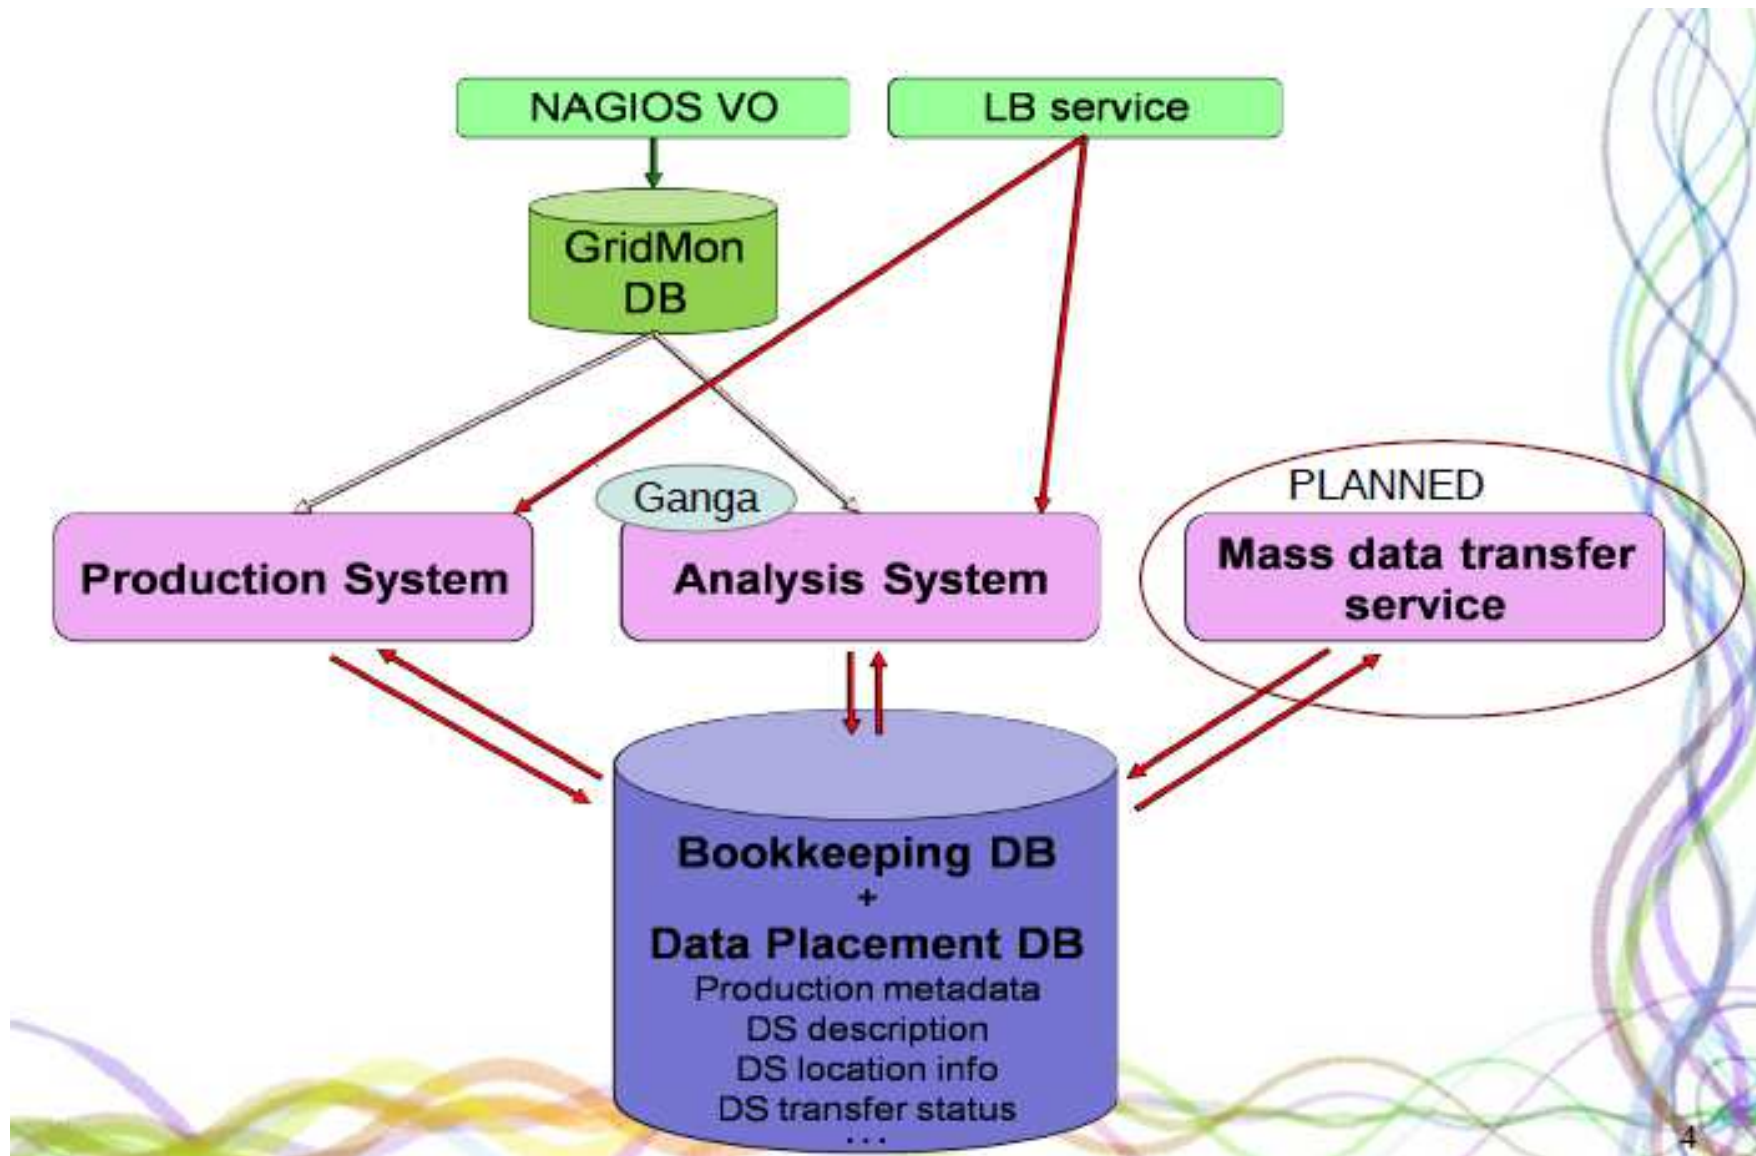 NAGIOS VO
LB service
GridMon
DB
Ganga
PLANNED
Production System
Analysis System
Mass data transfer
service
Bookkeeping DB
+
Data Placement DB
Production metadata
DS description
DS location info
DS transfer status
...
4